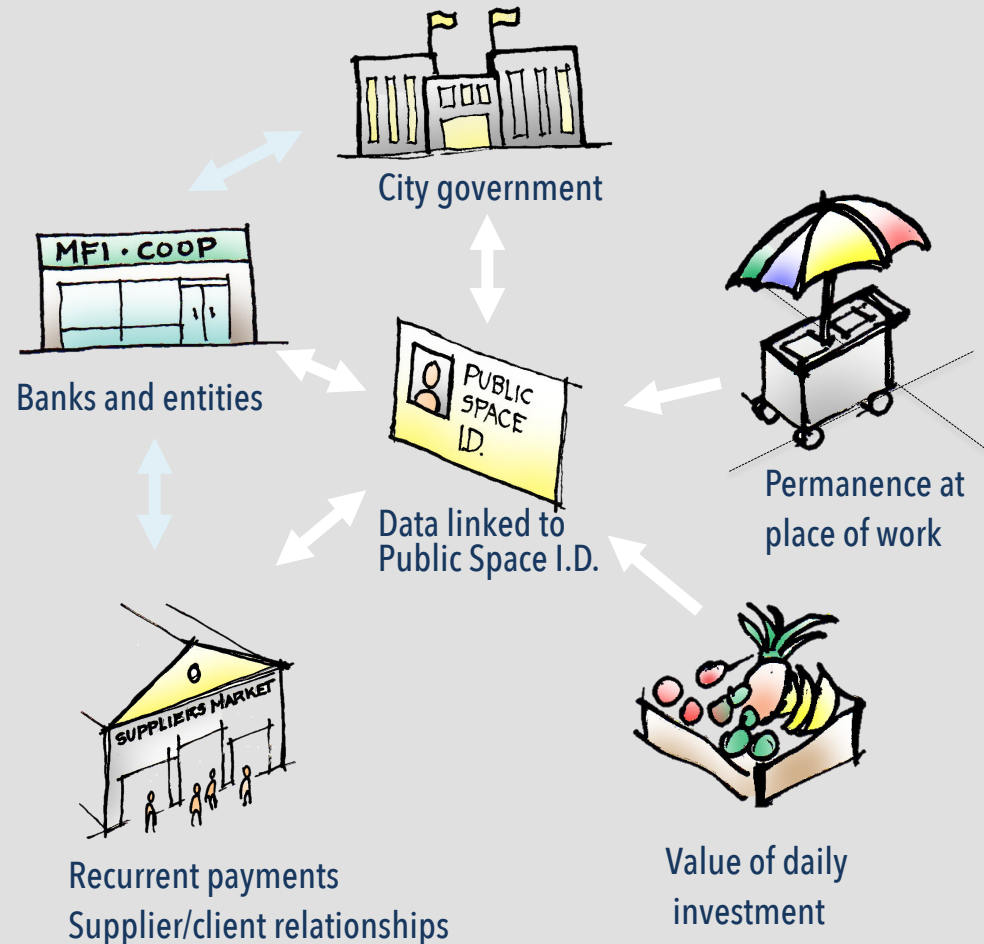 City government
MFI · COOP
Banks and entities
PUBLIC
SPACE
I.D.
Data linked to
Public Space I.D.
Permanence at
place of work
SUPPLIERS MARKET
Recurrent payments
Supplier/client relationships
Value of daily
investment